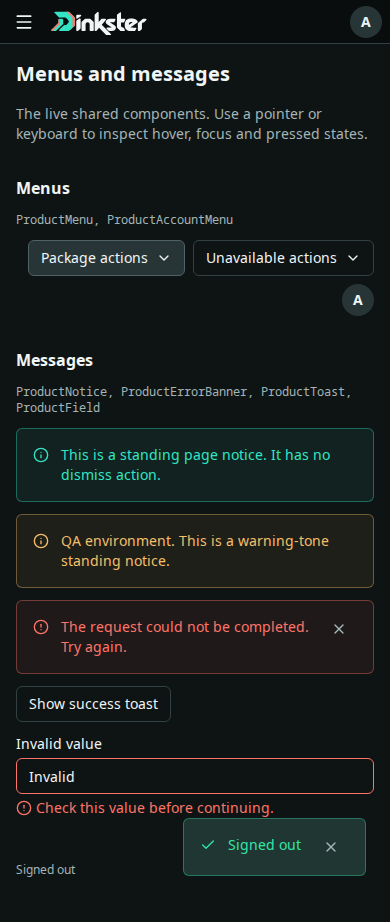 Dinkster
A
Menus and messages
The live shared components. Use a pointer or
keyboard to inspect hover, focus and pressed states.
Menus
ProductMenu, ProductAccountMenu
Package actions
Unavailable actions
A
Messages
ProductNotice, ProductErrorBanner, ProductToast,
ProductField
This is a standing page notice. It has no
dismiss action.
QA environment. This is a warning-tone
standing notice.
The request could not be completed.
Try again.
Show success toast
Invalid value
Invalid
Check this value before continuing.
Signed out
Signed out